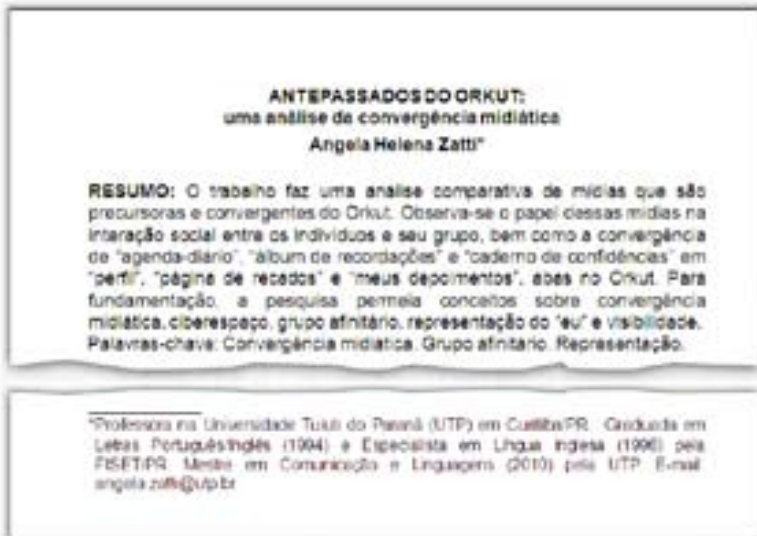 ANTEPASSADOS DO ORKUT:
uma análise da convergência midiática
Angela Helena Zatti*
RESUMO: O trabalho faz uma análise comparativa de mídias que são
precursoras e convergentes do Orkut. Observa-se o papel dessas mídias na
interação social entre os indivíduos e seu grupo, bem como a convergência
de "agenda-diário", "álbum de recordações" e "caderno de confidências" em
"perfil", "página de recados" e "meus depoimentos", abas no Orkut. Para
fundamentação, a pesquisa permeia conceitos sobre convergência
midiática, ciberespaço, grupo afinitário, representação do "eu" e visibilidade.
Palavras-chave: Convergência midiática. Grupo afinitário. Representação.
*Professora na Universidade Tuiuti do Paraná (UTP) em Curitiba/PR. Graduada em
Letras Português/Inglês (1994) e Especialista em Língua Inglesa (1996) pela
FISET/PR. Mestre em Comunicação e Linguagens (2010) pela UTP. E-mail:
angela.zatti@utp.br